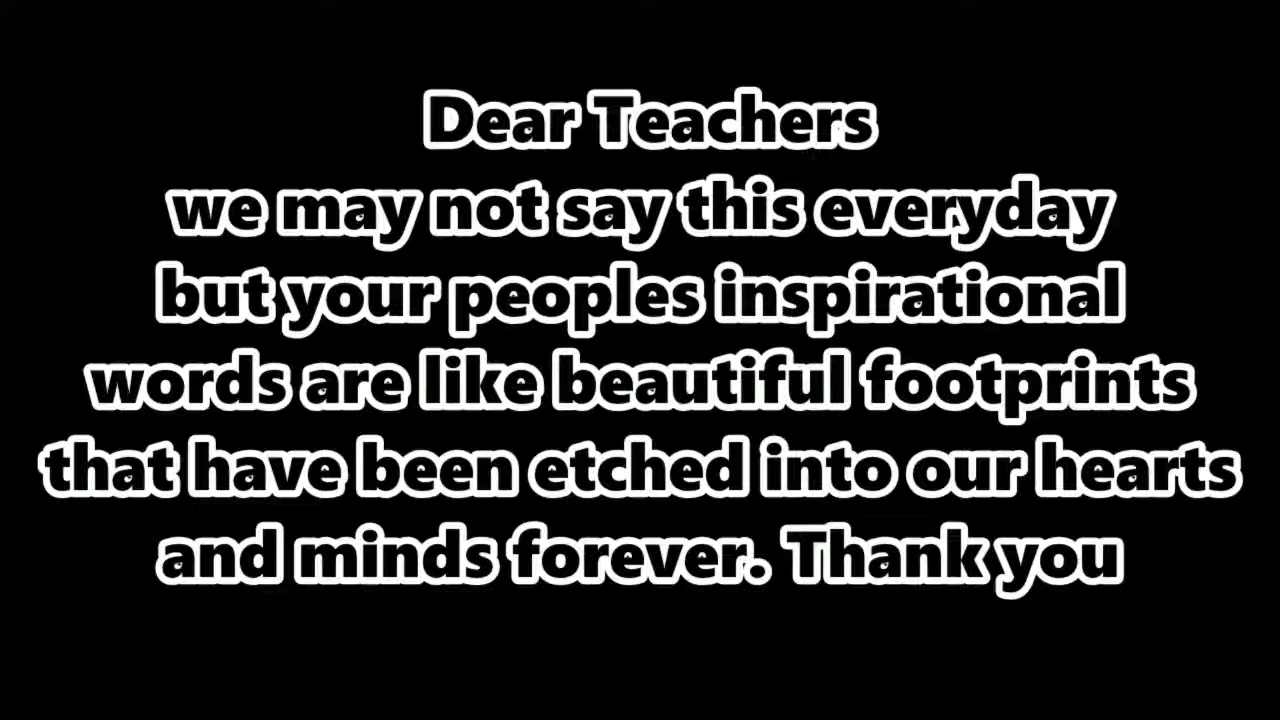 Dear Teachers
we may not say this everyday
but your peoples inspirational
words are like beautiful footprints
that have been etched into our hearts
and minds forever. Thank you